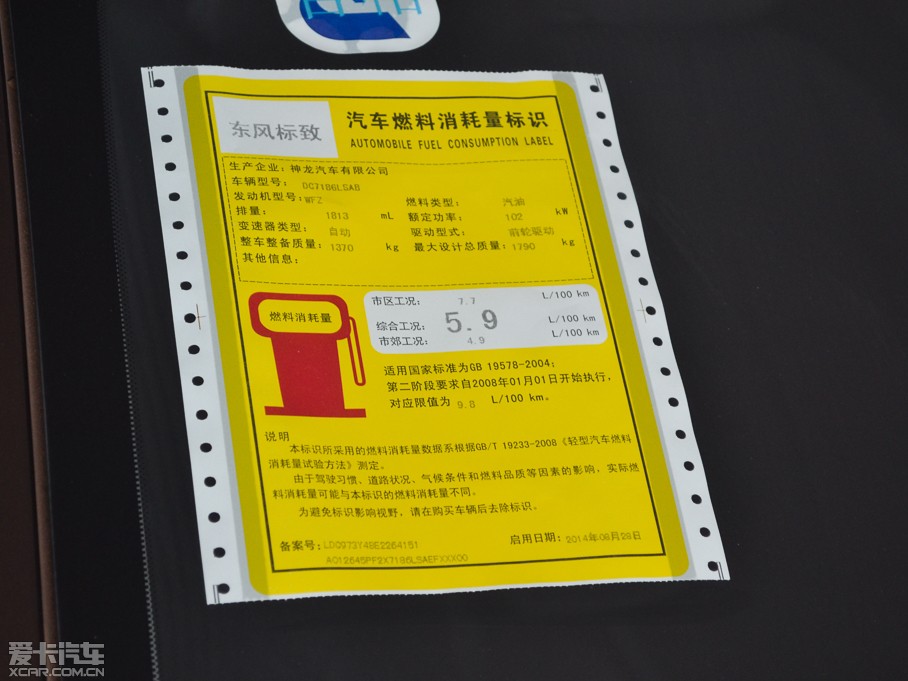 东风标致
汽车燃料消耗量标识
AUTOMOBILE FUEL CONSUMPTION LABEL
生产企业：神龙汽车有限公司
车辆型号： DC7186LSAB
发动机型号：WFZ 燃料类型： 汽油
排量： 1813 mL 额定功率： 102 kW
变速器类型： 自动 驱动型式： 前轮驱动
整车整备质量：1370 kg 最大设计总质量：1790 kg
其他信息：
燃料消耗量
市区工况： 7.7 L/100 km
综合工况： 5.9 L/100 km
市郊工况： 4.9 L/100 km
适用国家标准为GB 19578-2004；
第二阶段要求自2008年01月01日开始执行，
对应限值为 9.8 L/100 km。
说明
本标识所采用的燃料消耗量数据系根据GB/T 19233-2008《轻型汽车燃料
消耗量试验方法》测定。
由于驾驶习惯、道路状况、气候条件和燃料品质等因素的影响，实际燃
料消耗量可能与本标识的燃料消耗量不同。
为避免标识影响视野，请在购买车辆后去除标识。
备案号：LDC973Y48E2264151 启用日期：2014年08月28日
爱卡汽车
XCAR.COM.CN